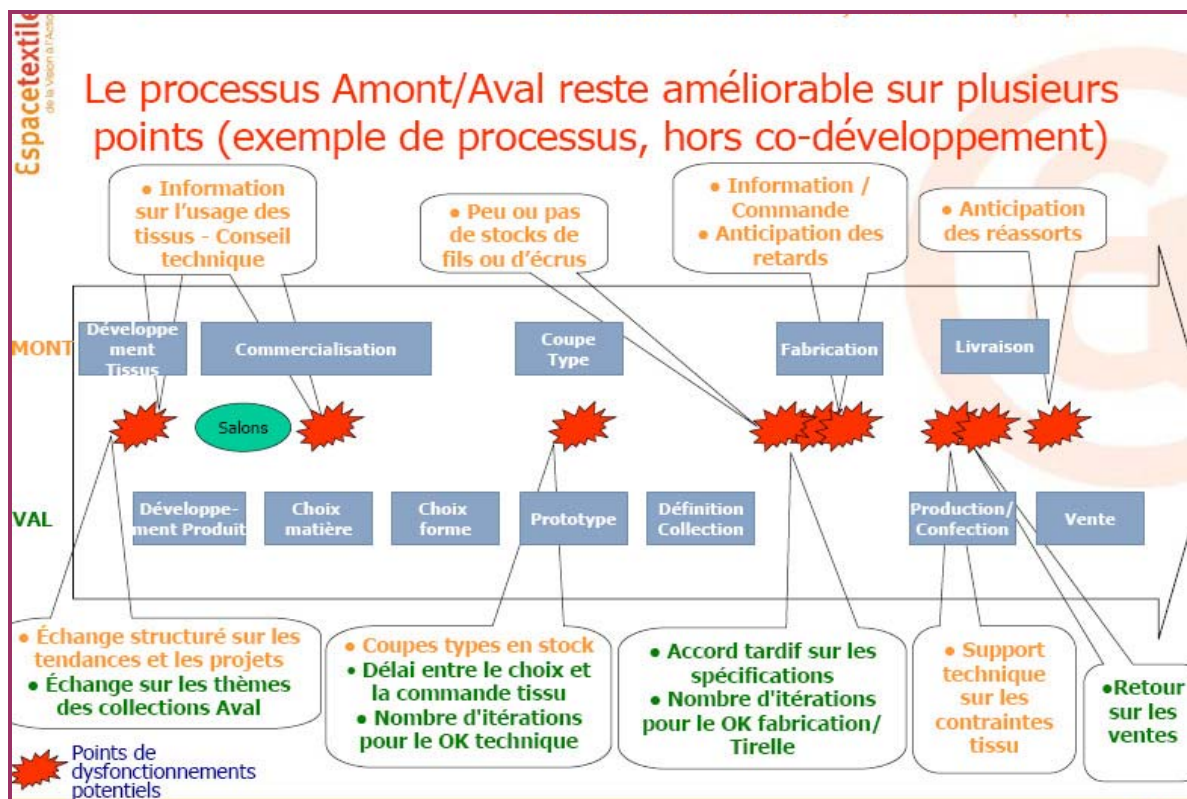 Espacetextile
de la Vision à l'Action
Le processus Amont/Aval reste améliorable sur plusieurs
points (exemple de processus, hors co-développement)
● Information
sur l'usage des
tissus - Conseil
technique
● Peu ou pas
de stocks de
fils ou d'écrus
● Information /
Commande
● Anticipation des
retards
● Anticipation
des réassorts
MONT
Développe
ment
Tissus
Commercialisation
Coupe
Type
Fabrication
Livraison
Salons
VAL
Développe-
ment Produit
Choix
matière
Choix
forme
Prototype
Définition
Collection
Production/
Confection
Vente
● Échange structuré sur les
tendances et les projets
● Échange sur les thèmes
des collections Aval
● Coupes types en stock
● Délai entre le choix et
la commande tissu
● Nombre d'itérations
pour le OK technique
● Accord tardif sur les
spécifications
● Nombre d'itérations
pour le OK fabrication/
Tirelle
● Support
technique
sur les
contraintes
tissu
●Retour
sur les
ventes
Points de
dysfonctionnements
potentiels